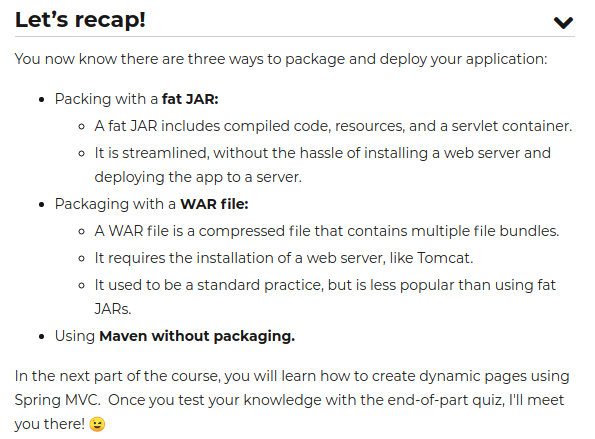 Let’s recap!
You now know there are three ways to package and deploy your application:
• Packing with a fat JAR:
◦ A fat JAR includes compiled code, resources, and a servlet container.
◦ It is streamlined, without the hassle of installing a web server and
deploying the app to a server.
• Packaging with a WAR file:
◦ A WAR file is a compressed file that contains multiple file bundles.
◦ It requires the installation of a web server, like Tomcat.
◦ It used to be a standard practice, but is less popular than using fat
JARs.
• Using Maven without packaging.
In the next part of the course, you will learn how to create dynamic pages using
Spring MVC.  Once you test your knowledge with the end-of-part quiz, I'll meet
you there! 😉